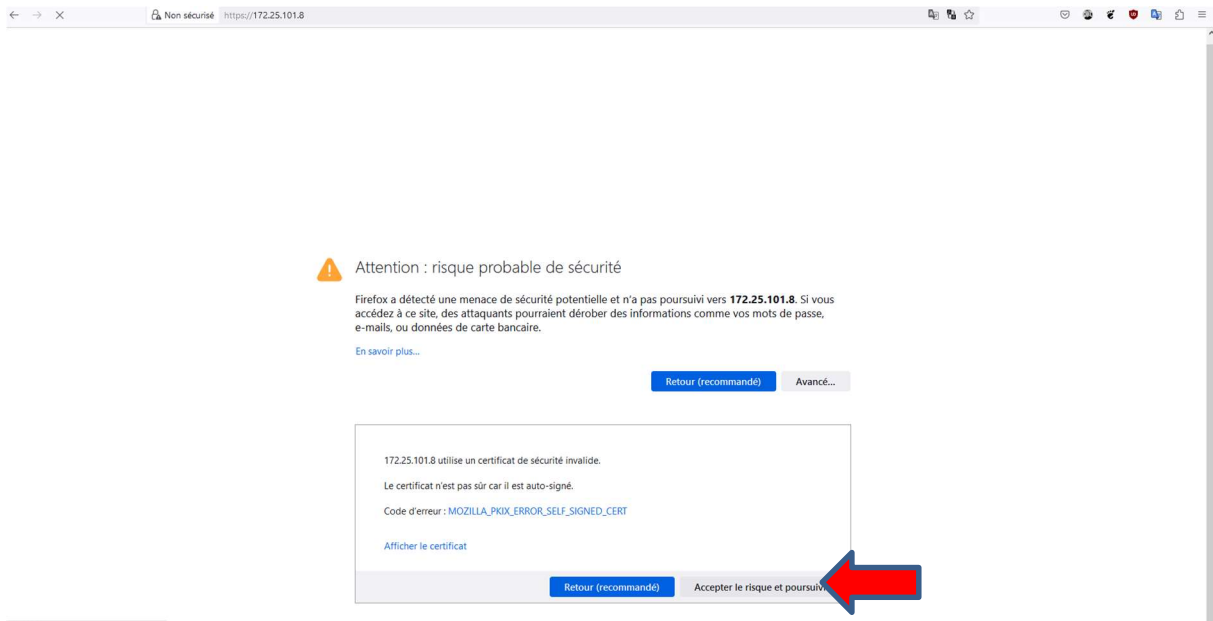 Non sécurisé https://172.25.101.8
Attention : risque probable de sécurité
Firefox a détecté une menace de sécurité potentielle et n'a pas poursuivi vers 172.25.101.8. Si vous
accédez à ce site, des attaquants pourraient dérober des informations comme vos mots de passe,
e-mails, ou données de carte bancaire.
En savoir plus...
Retour (recommandé) Avancé...
172.25.101.8 utilise un certificat de sécurité invalide.
Le certificat n'est pas sûr car il est auto-signé.
Code d'erreur : MOZILLA_PKIX_ERROR_SELF_SIGNED_CERT
Afficher le certificat
Retour (recommandé) Accepter le risque et